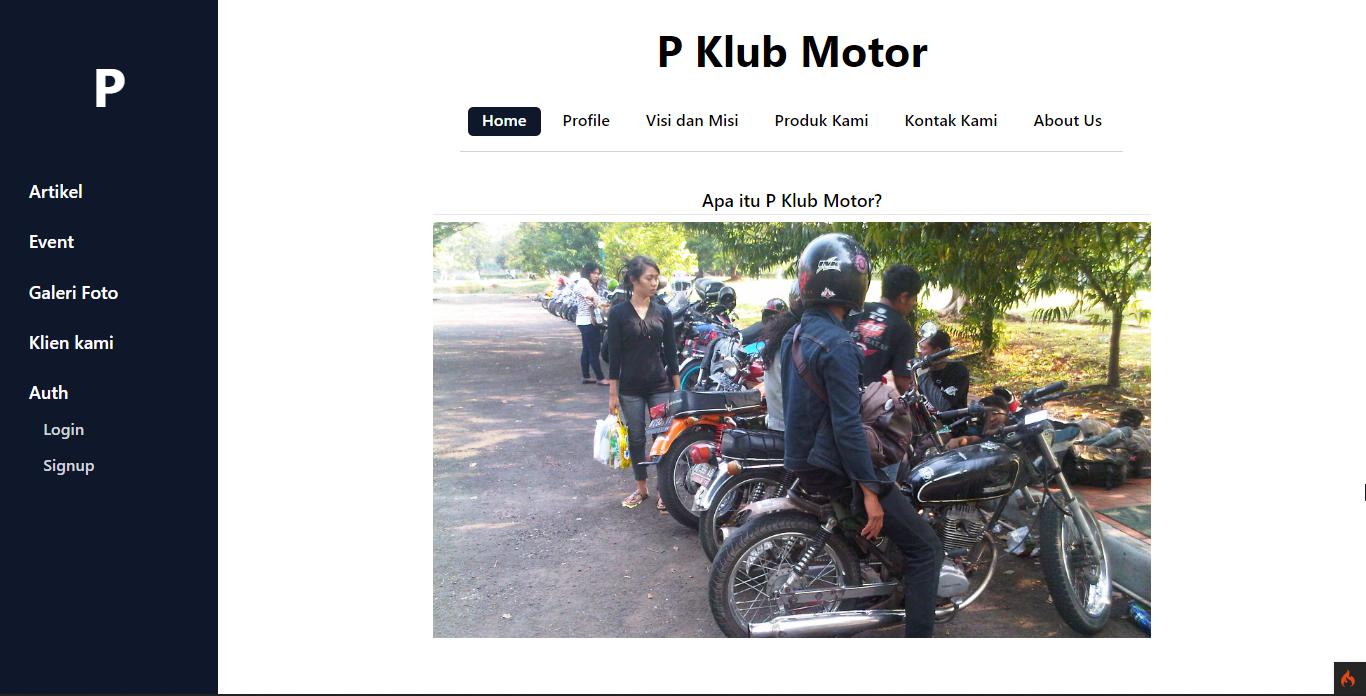 P
Artikel
Event
Galeri Foto
Klien kami
Auth
Login
Signup
P Klub Motor
Home
Profile
Visi dan Misi
Produk Kami
Kontak Kami
About Us
Apa itu P Klub Motor?